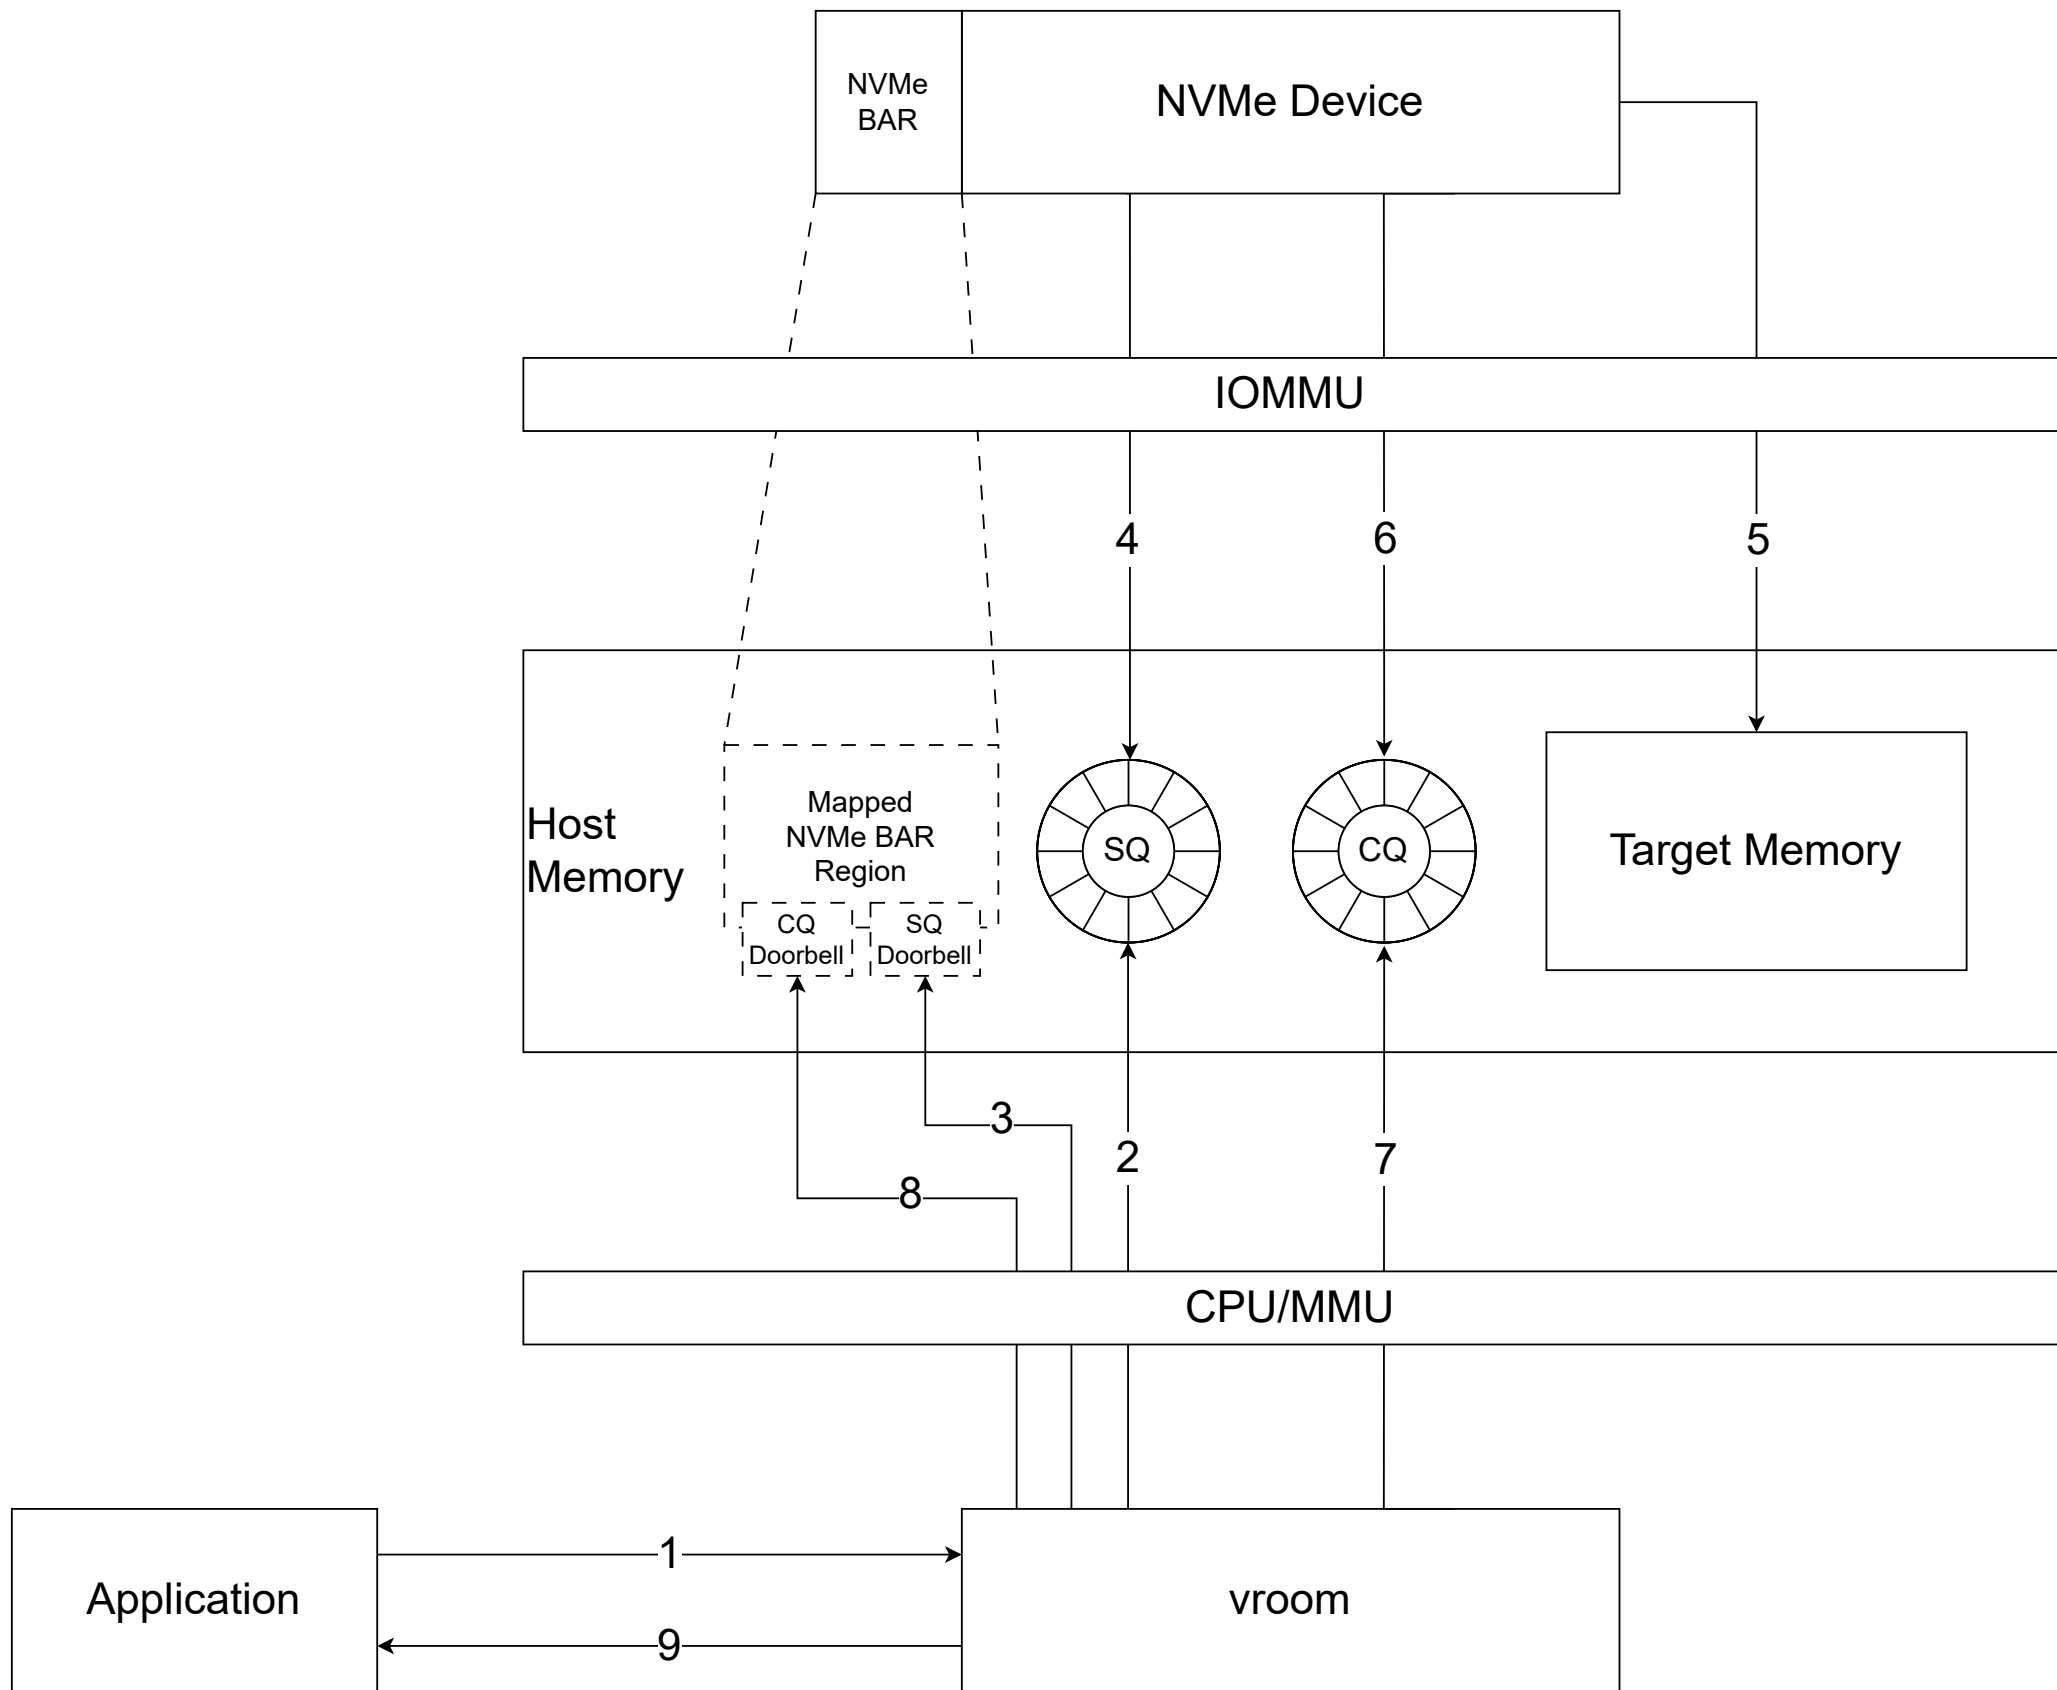 NVMe
BAR
NVMe Device
IOMMU
4
6
5
Host
Memory
Mapped
NVMe BAR
Region
CQ
Doorbell
SQ
Doorbell
SQ
CQ
Target Memory
3
2
7
8
CPU/MMU
1
Application
vroom
9